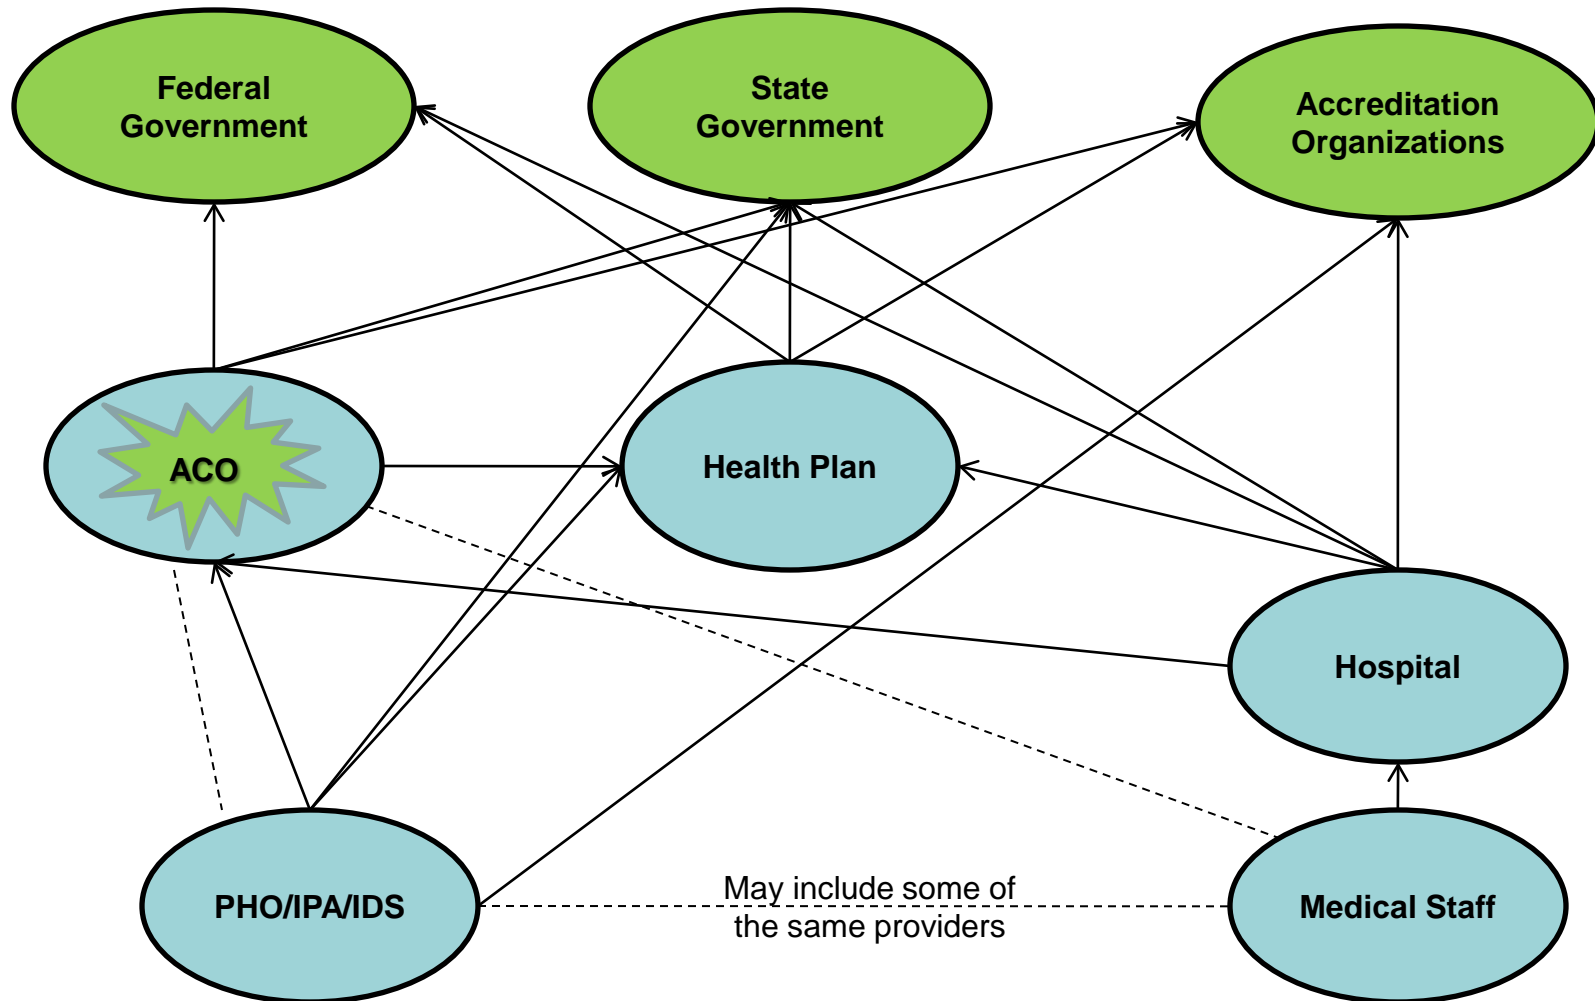 Federal
Government
State
Government
Accreditation
Organizations
ACO
Health Plan
Hospital
PHO/IPA/IDS
May include some of
the same providers
Medical Staff